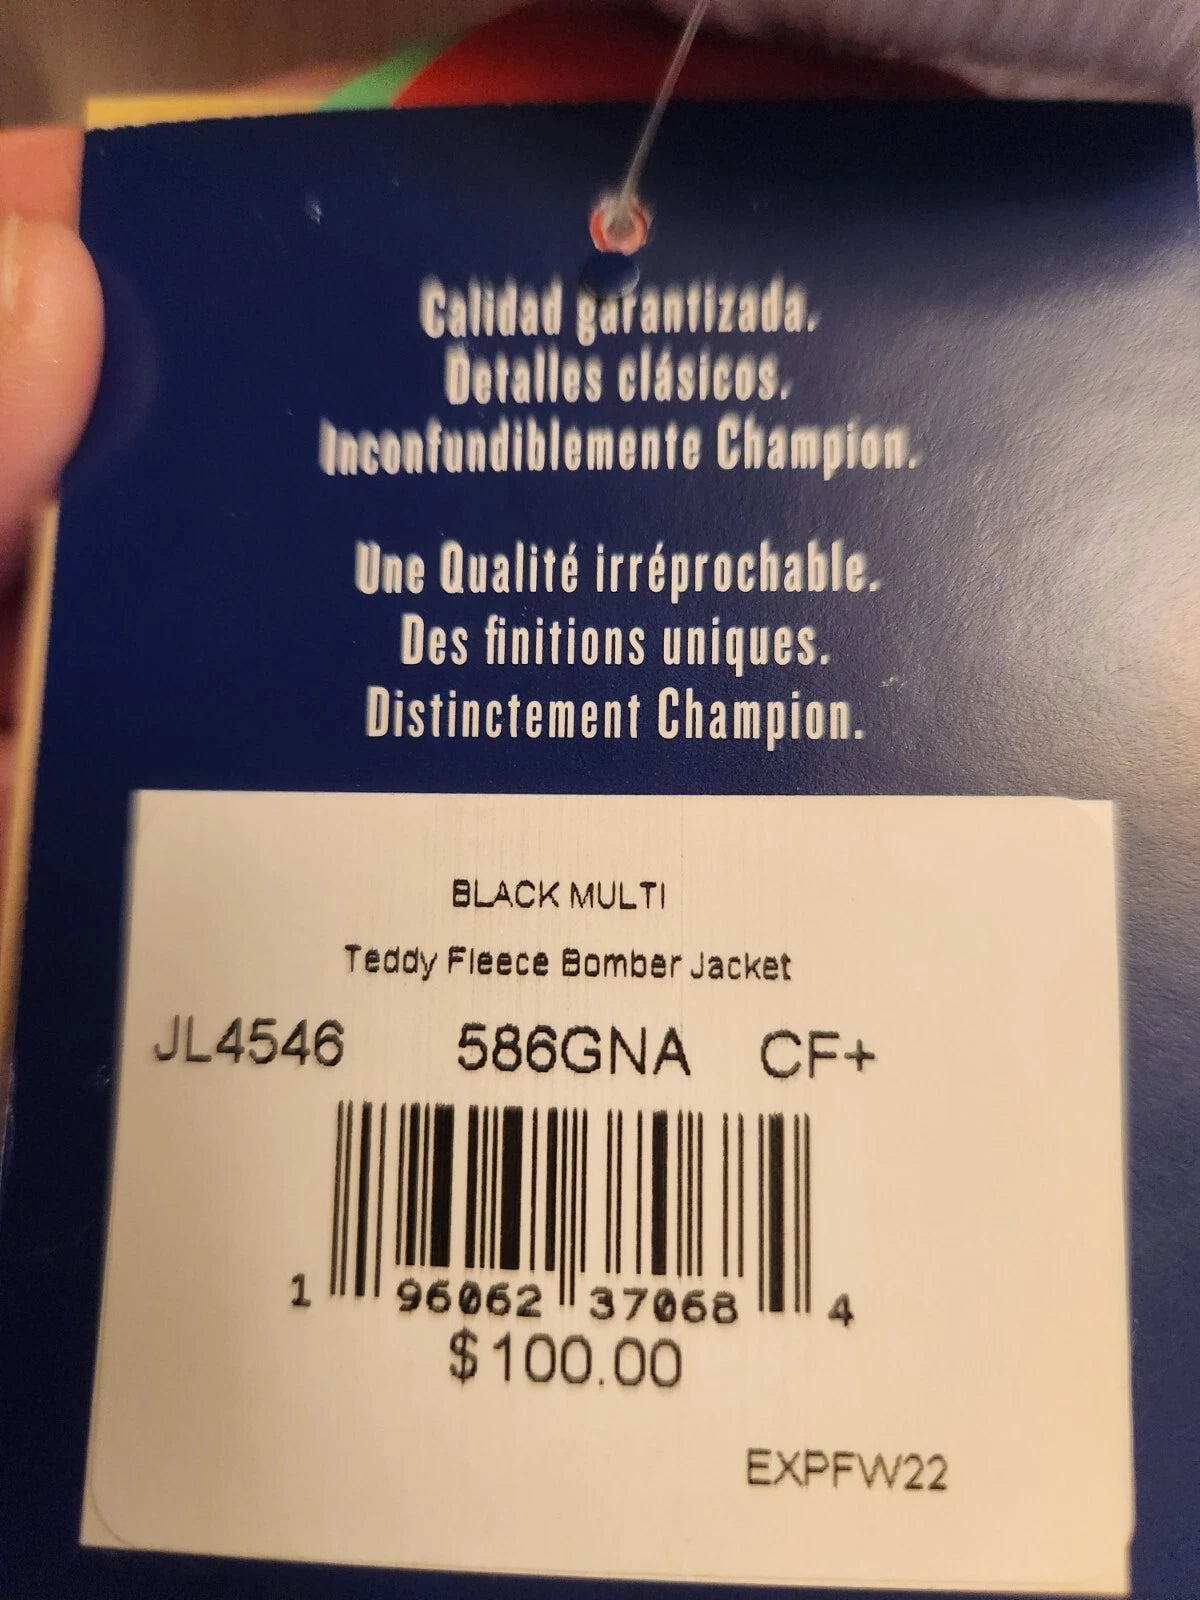 Calidad garantizada.
Detalles clásicos.
Inconfundiblemente Champion.
Une Qualité irréprochable.
Des finitions uniques.
Distinctement Champion.
BLACK MULTI
Teddy Fleece Bomber Jacket
JL4546 586GNA CF+
1 96062 37068 4
$100.00
EXPFW22